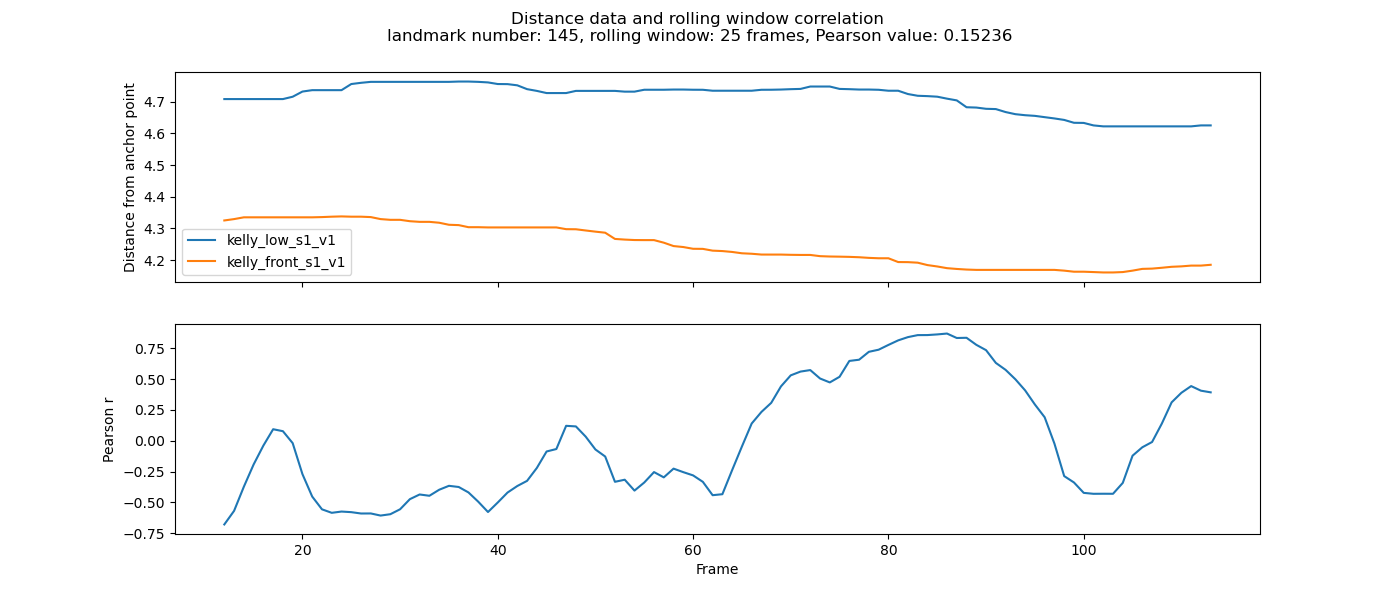 Distance data and rolling window correlation
landmark number: 145, rolling window: 25 frames, Pearson value: 0.15236
Distance from anchor point
4.7
4.6
4.5
4.4
4.3
4.2
kelly_low_s1_v1
kelly_front_s1_v1
Pearson r
0.75
0.50
0.25
0.00
−0.25
−0.50
−0.75
20
40
60
80
100
Frame